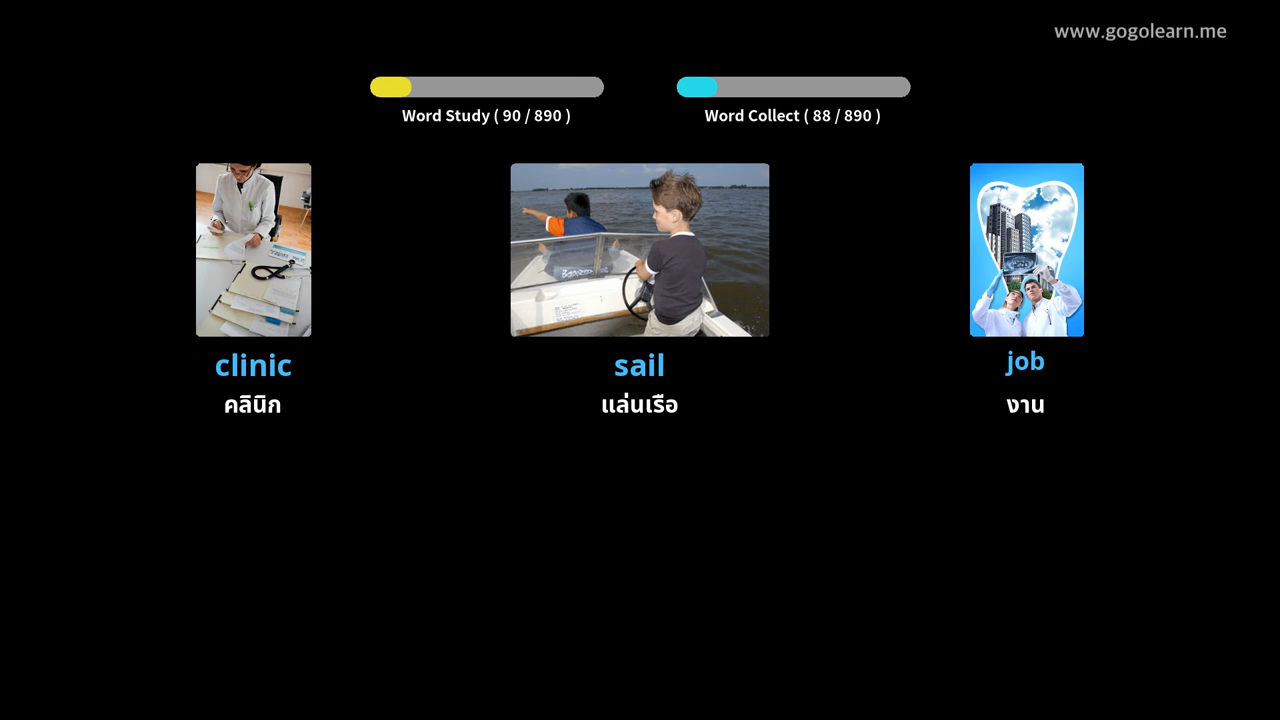 www.gogolearn.me
Word Study ( 90 / 890 )
Word Collect ( 88 / 890 )
clinic
คลินิก
sail
แล่นเรือ
job
งาน